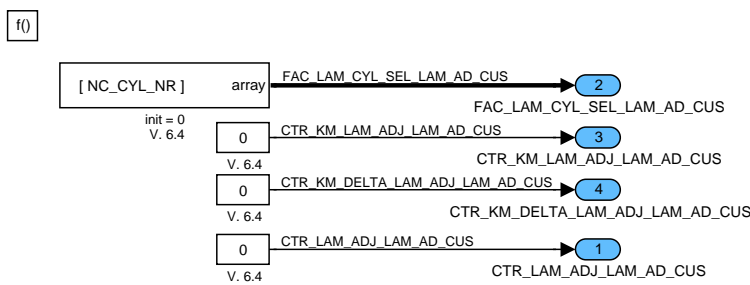 f()
[ NC_CYL_NR ] array FAC_LAM_CYL_SEL_LAM_AD_CUS 2
FAC_LAM_CYL_SEL_LAM_AD_CUS
init = 0
V. 6.4
0 CTR_KM_LAM_ADJ_LAM_AD_CUS 3
V. 6.4 CTR_KM_LAM_ADJ_LAM_AD_CUS
0 CTR_KM_DELTA_LAM_ADJ_LAM_AD_CUS 4
V. 6.4 CTR_KM_DELTA_LAM_ADJ_LAM_AD_CUS
0 CTR_LAM_ADJ_LAM_AD_CUS 1
V. 6.4 CTR_LAM_ADJ_LAM_AD_CUS